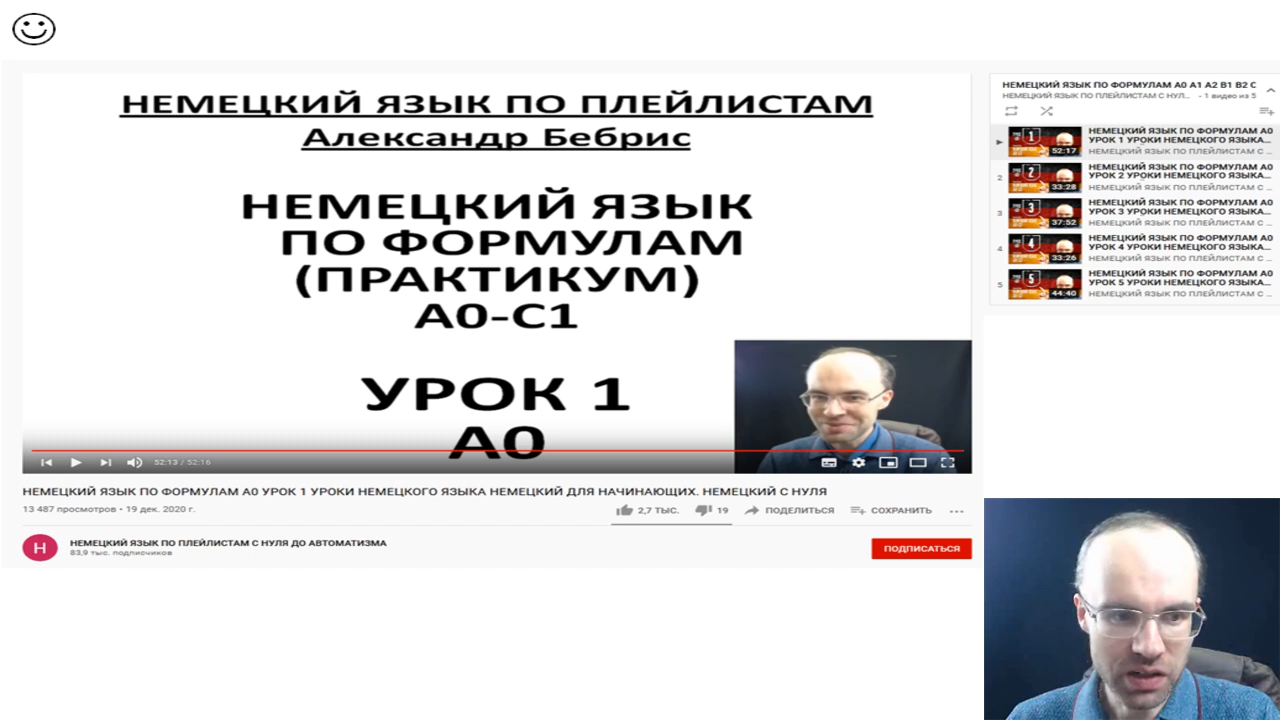 НЕМЕЦКИЙ ЯЗЫК ПО ПЛЕЙЛИСТАМ
Александр Бебрис
НЕМЕЦКИЙ ЯЗЫК
ПО ФОРМУЛАМ
(ПРАКТИКУМ)
А0-С1
УРОК 1
А0
52:13 / 52:16
НЕМЕЦКИЙ ЯЗЫК ПО ФОРМУЛАМ А0 УРОК 1 УРОКИ НЕМЕЦКОГО ЯЗЫКА НЕМЕЦКИЙ ДЛЯ НАЧИНАЮЩИХ. НЕМЕЦКИЙ С НУЛЯ
13 487 просмотров • 19 дек. 2020 г.
2,7 ТЫС. 19 ПОДЕЛИТЬСЯ СОХРАНИТЬ ...
Н
НЕМЕЦКИЙ ЯЗЫК ПО ПЛЕЙЛИСТАМ С НУЛЯ ДО АВТОМАТИЗМА
83,9 тыс. подписчиков
ПОДПИСАТЬСЯ
НЕМЕЦКИЙ ЯЗЫК ПО ФОРМУЛАМ А0 А1 А2 В1 В2 С
НЕМЕЦКИЙ ЯЗЫК ПО ПЛЕЙЛИСТАМ С НУЛ... - 1 видео из 5
1
52:17
НЕМЕЦКИЙ ЯЗЫК ПО ФОРМУЛАМ А0
УРОК 1 УРОКИ НЕМЕЦКОГО ЯЗЫКА...
НЕМЕЦКИЙ ЯЗЫК ПО ПЛЕЙЛИСТАМ С ...
2
2
33:28
НЕМЕЦКИЙ ЯЗЫК ПО ФОРМУЛАМ А0
УРОК 2 УРОКИ НЕМЕЦКОГО ЯЗЫКА...
НЕМЕЦКИЙ ЯЗЫК ПО ПЛЕЙЛИСТАМ С ...
3
3
37:52
НЕМЕЦКИЙ ЯЗЫК ПО ФОРМУЛАМ А0
УРОК 3 УРОКИ НЕМЕЦКОГО ЯЗЫКА...
НЕМЕЦКИЙ ЯЗЫК ПО ПЛЕЙЛИСТАМ С ...
4
4
33:26
НЕМЕЦКИЙ ЯЗЫК ПО ФОРМУЛАМ А0
УРОК 4 УРОКИ НЕМЕЦКОГО ЯЗЫКА...
НЕМЕЦКИЙ ЯЗЫК ПО ПЛЕЙЛИСТАМ С ...
5
5
44:40
НЕМЕЦКИЙ ЯЗЫК ПО ФОРМУЛАМ А0
УРОК 5 УРОКИ НЕМЕЦКОГО ЯЗЫКА...
НЕМЕЦКИЙ ЯЗЫК ПО ПЛЕЙЛИСТАМ С ...